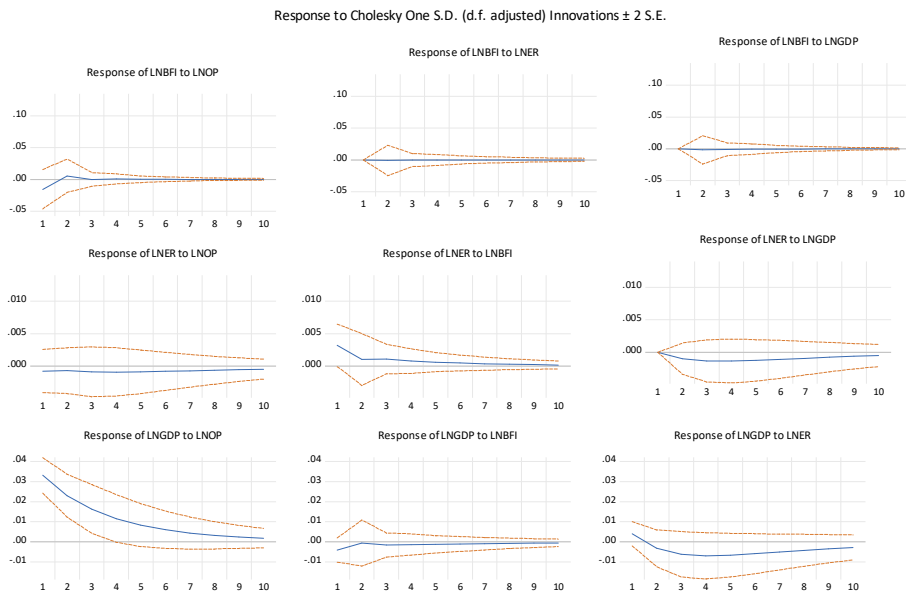 Response to Cholesky One S.D. (d.f. adjusted) Innovations ± 2 S.E.
Response of LNBFI to LNOP
.10
.05
.00
-.05
1 2 3 4 5 6 7 8 9 10
Response of LNBFI to LNER
.10
.05
.00
-.05
1 2 3 4 5 6 7 8 9 10
Response of LNBFI to LNGDP
.10
.05
.00
-.05
1 2 3 4 5 6 7 8 9 10
Response of LNER to LNOP
.010
.005
.000
1 2 3 4 5 6 7 8 9 10
Response of LNER to LNBFI
.010
.005
.000
1 2 3 4 5 6 7 8 9 10
Response of LNER to LNGDP
.010
.005
.000
1 2 3 4 5 6 7 8 9 10
Response of LNGDP to LNOP
.04
.03
.02
.01
.00
-.01
1 2 3 4 5 6 7 8 9 10
Response of LNGDP to LNBFI
.04
.03
.02
.01
.00
-.01
1 2 3 4 5 6 7 8 9 10
Response of LNGDP to LNER
.04
.03
.02
.01
.00
-.01
1 2 3 4 5 6 7 8 9 10